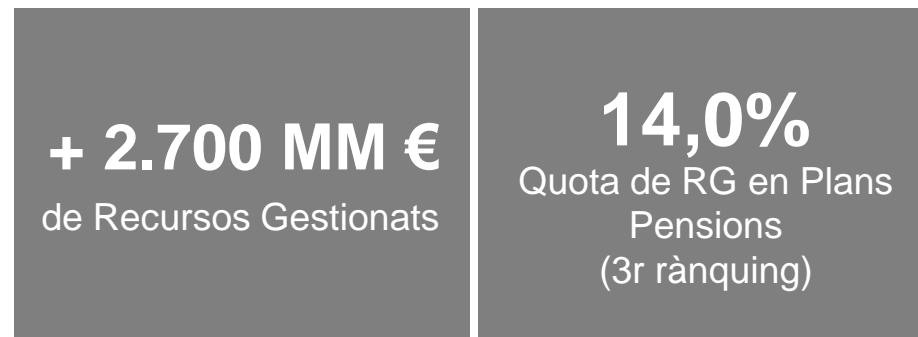 + 2.700 MM €
de Recursos Gestionats
14,0%
Quota de RG en Plans
Pensions
(3r rànquing)